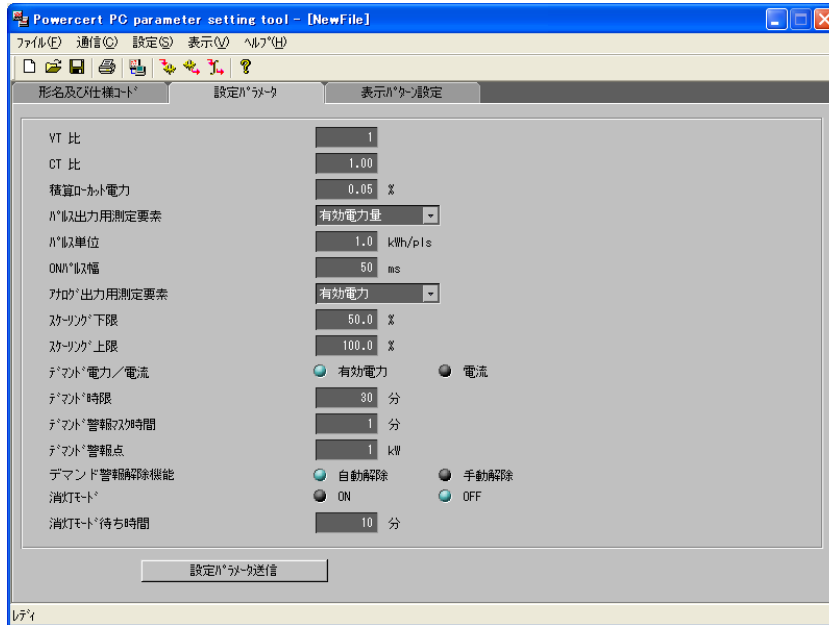 Powercert PC parameter setting tool - [NewFile]
ﾌｧｲﾙ(F) 通信(C) 設定(S) 表示(V) ﾍﾙﾌﾟ(H)
形名及び仕様ｺｰﾄﾞ 設定ﾊﾟﾗﾒｰﾀ 表示ﾊﾟﾀｰﾝ設定
VT 比 1
CT 比 1.00
積算ﾛｰｶｯﾄ電力 0.05 %
ﾊﾟﾙｽ出力用測定要素 有効電力量
ﾊﾟﾙｽ単位 1.0 kWh/pls
ONﾊﾟﾙｽ幅 50 ms
ｱﾅﾛｸﾞ出力用測定要素 有効電力
ｽｹｰﾘﾝｸﾞ下限 50.0 %
ｽｹｰﾘﾝｸﾞ上限 100.0 %
ﾃﾞﾏﾝﾄﾞ電力／電流 有効電力 電流
ﾃﾞﾏﾝﾄﾞ時限 30 分
ﾃﾞﾏﾝﾄﾞ警報ﾏｽｸ時間 1 分
ﾃﾞﾏﾝﾄﾞ警報点 1 kW
デマンド警報解除機能 自動解除 手動解除
消灯ﾓｰﾄﾞ ON OFF
消灯ﾓｰﾄﾞ待ち時間 10 分
設定ﾊﾟﾗﾒｰﾀ送信
ﾚﾃﾞｨ